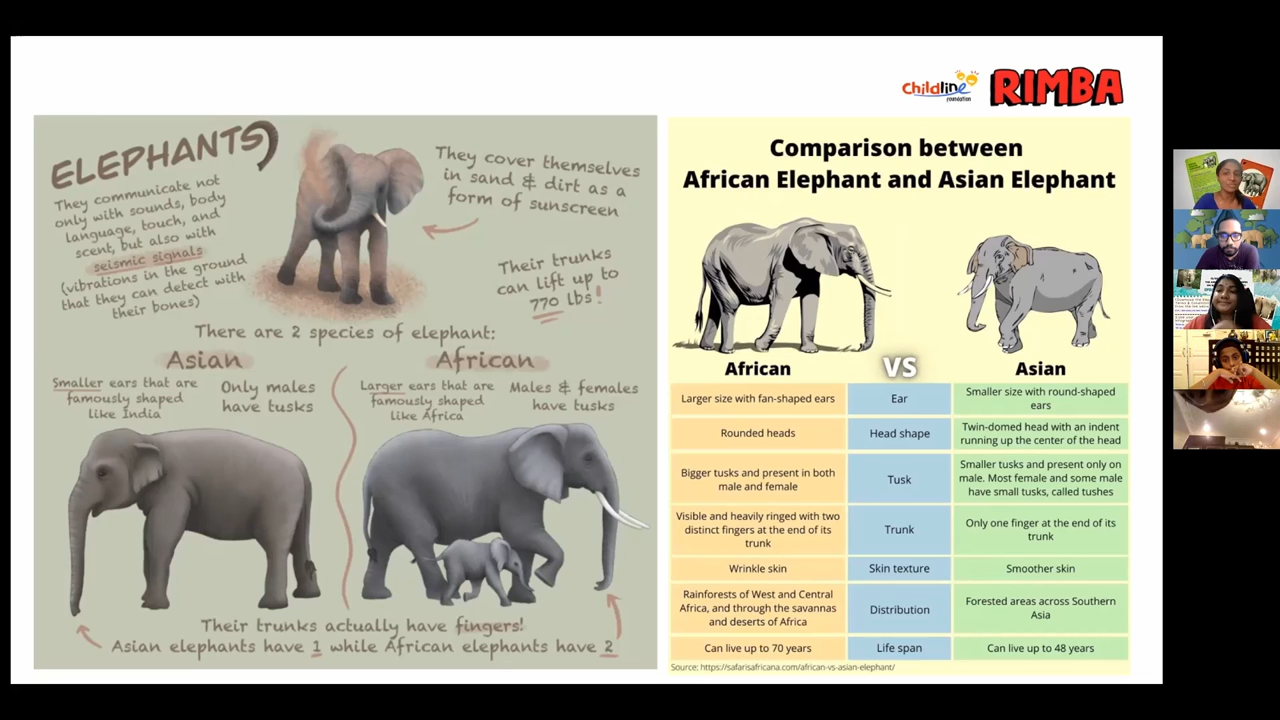 Childline
Foundation
RIMBA
ELEPHANTS
They communicate not
only with sounds, body
language, touch, and
scent, but also with
seismic signals
(vibrations in the ground
that they can detect with
their bones)
They cover themselves
in sand & dirt as a
form of sunscreen
Their trunks
can lift up to
770 lbs!
There are 2 species of elephant:
Asian
Smaller ears that are
famously shaped
like India
Only males
have tusks
African
Larger ears that are
famously shaped
like Africa
Males & females
have tusks
Their trunks actually have fingers!
Asian elephants have 1 while African elephants have 2
Comparison between
African Elephant and Asian Elephant
African VS Asian
Larger size with fan-shaped ears
Ear
Smaller size with round-shaped
ears
Rounded heads
Head shape
Twin-domed head with an indent
running up the center of the head
Bigger tusks and present in both
male and female
Tusk
Smaller tusks and present only on
male. Most female and some male
have small tusks, called tushes
Visible and heavily ringed with two
distinct fingers at the end of its
trunk
Trunk
Only one finger at the end of its
trunk
Wrinkle skin
Skin texture
Smoother skin
Rainforests of West and Central
Africa, and through the savannas
and deserts of Africa
Distribution
Forested areas across Southern
Asia
Can live up to 70 years
Life span
Can live up to 48 years
Source: https://safarisafricana.com/african-vs-asian-elephant/